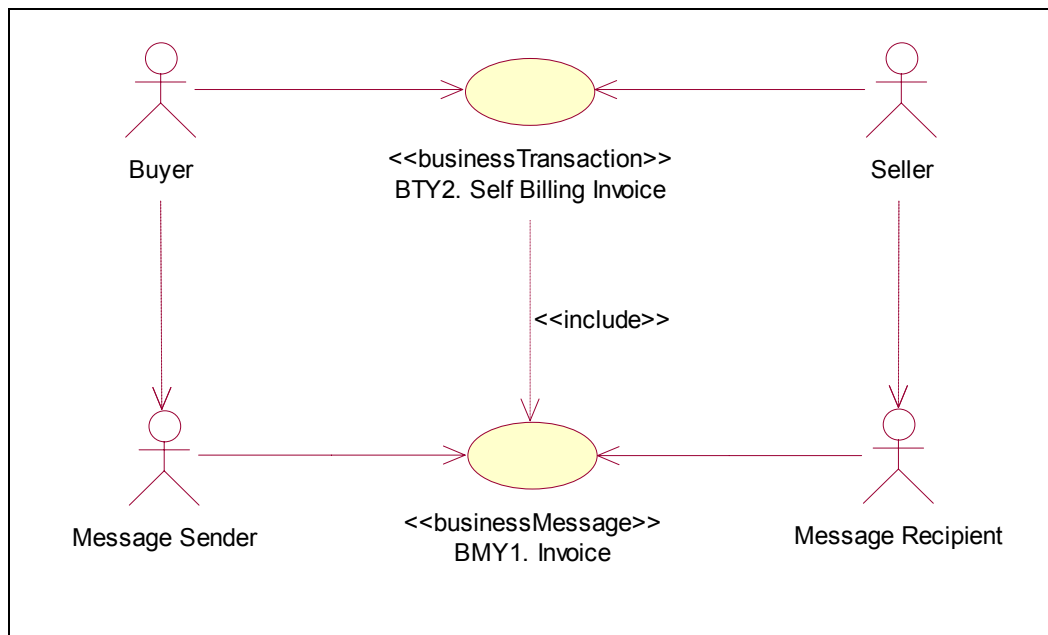 Buyer
<<businessTransaction>>
BTY2. Self Billing Invoice
Seller
<<include>>
Message Sender
<<businessMessage>>
BMY1. Invoice
Message Recipient